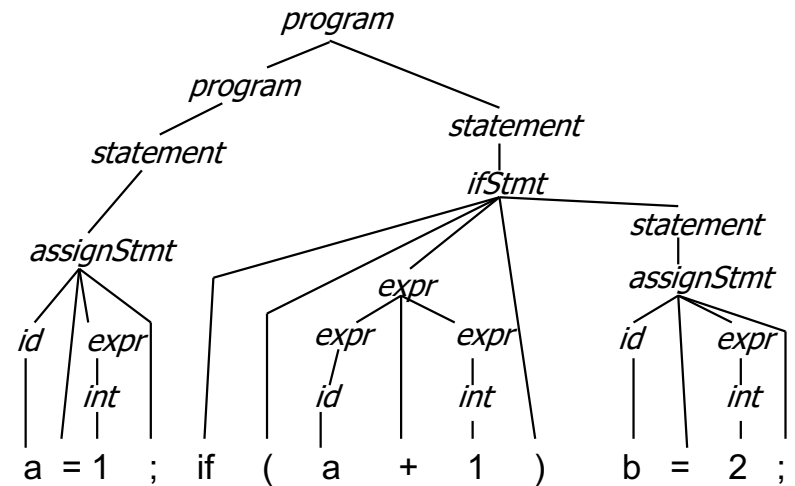 program
program
statement
statement
ifStmt
statement
assignStmt
expr
assignStmt
id expr expr expr id expr
int id int int
a = 1 ; if ( a + 1 ) b = 2 ;